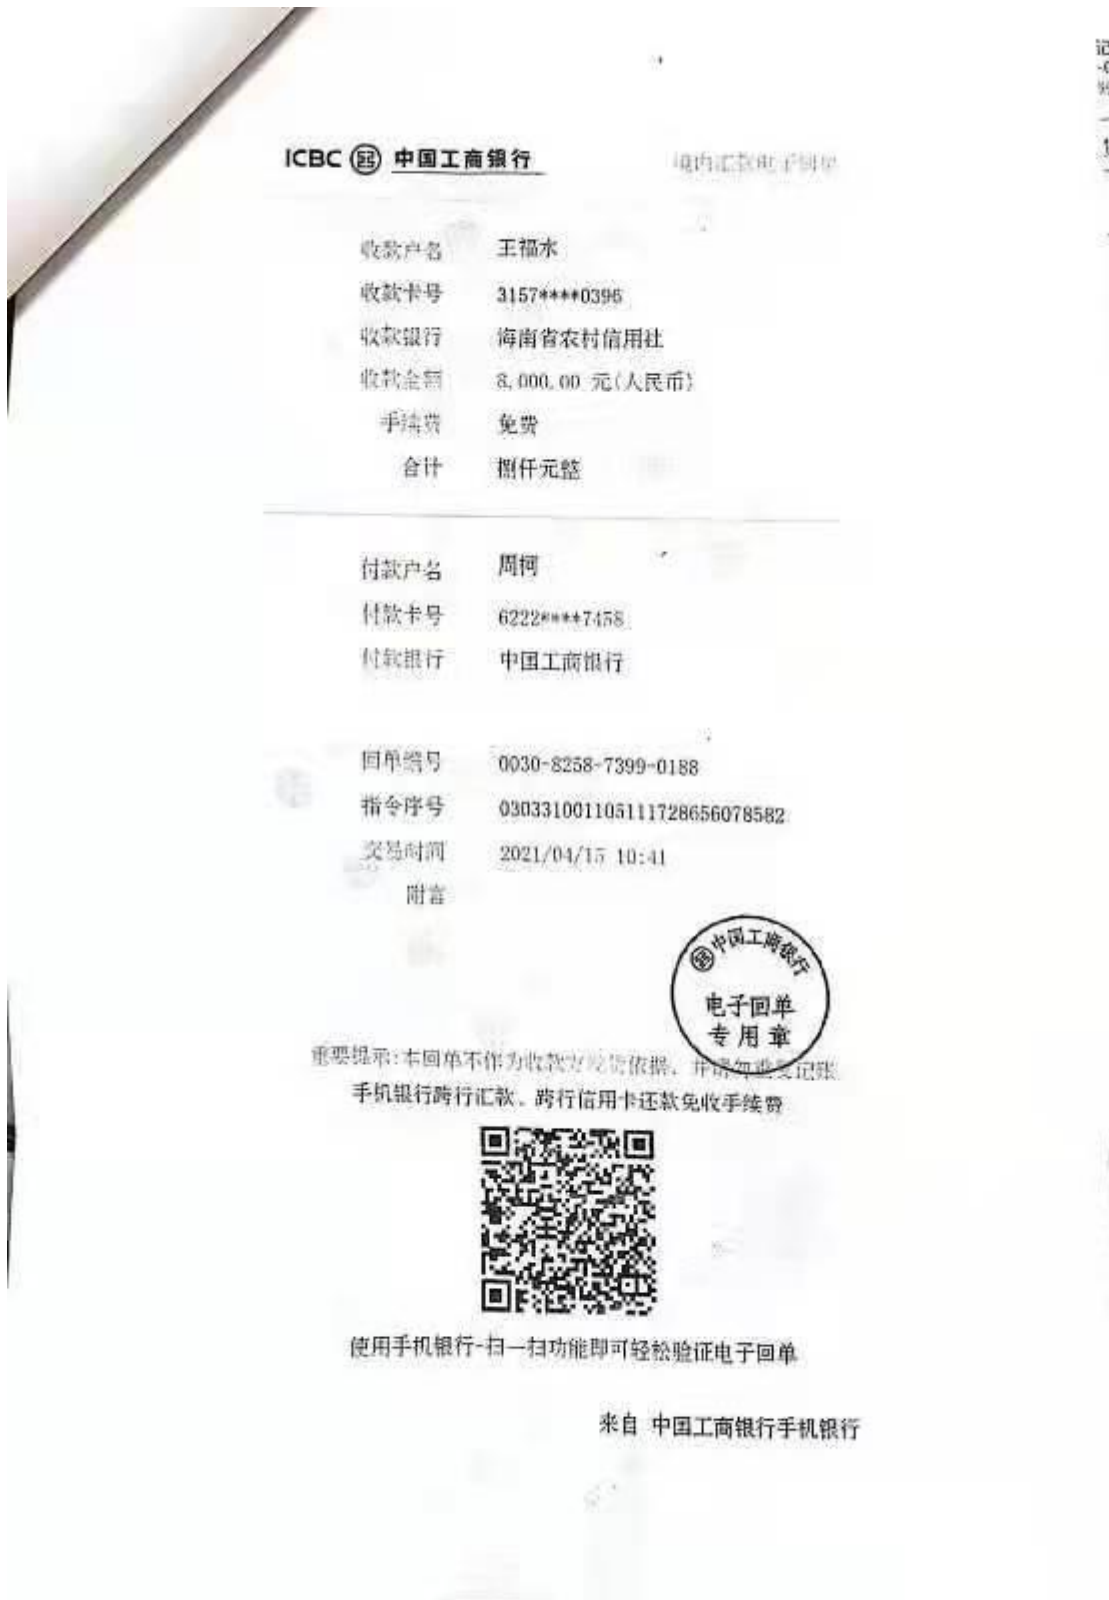 ICBC 中国工商银行
境内汇款电子回单
收款户名 王福水
收款卡号 3157****0396
收款银行 海南省农村信用社
收款金额 8,000.00 元(人民币)
手续费 免费
合计 捌仟元整
付款户名 周柯
付款卡号 6222****7458
付款银行 中国工商银行
回单编号 0030-8258-7399-0188
指令序号 0303310011051111728656078582
交易时间 2021/04/15 10:41
附言
中国工商银行
电子回单
专用章
重要提示:本回单不作为收款方发货依据,并请勿重复记账
手机银行跨行汇款、跨行信用卡还款免收手续费
使用手机银行-扫一扫功能即可轻松验证电子回单
来自 中国工商银行手机银行